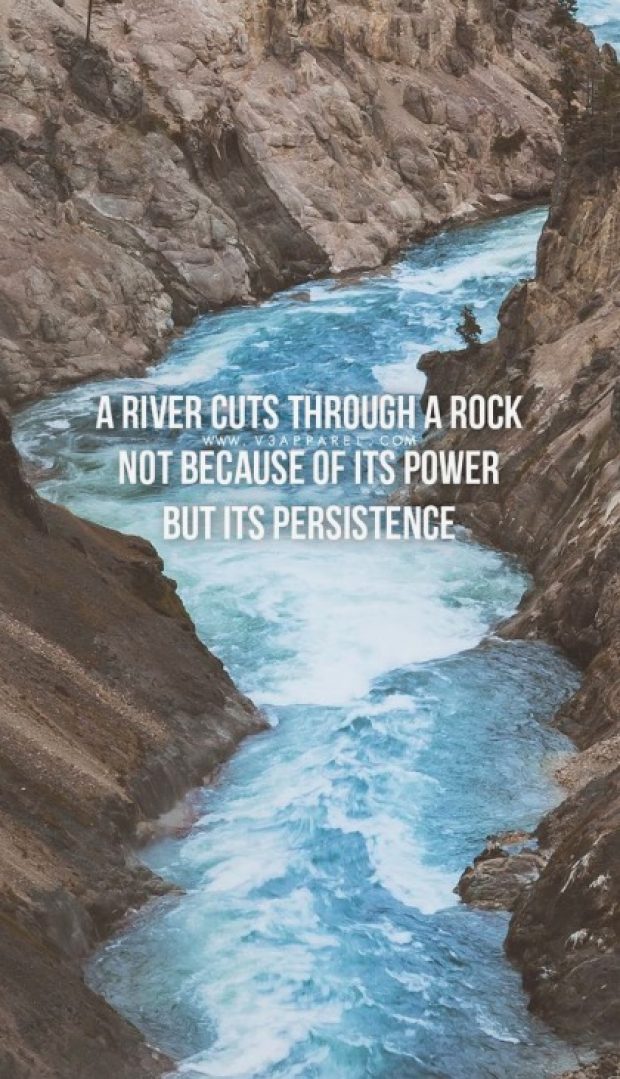 A RIVER CUTS THROUGH A ROCK
WWW.V3APPAREL.COM
NOT BECAUSE OF ITS POWER
BUT ITS PERSISTENCE